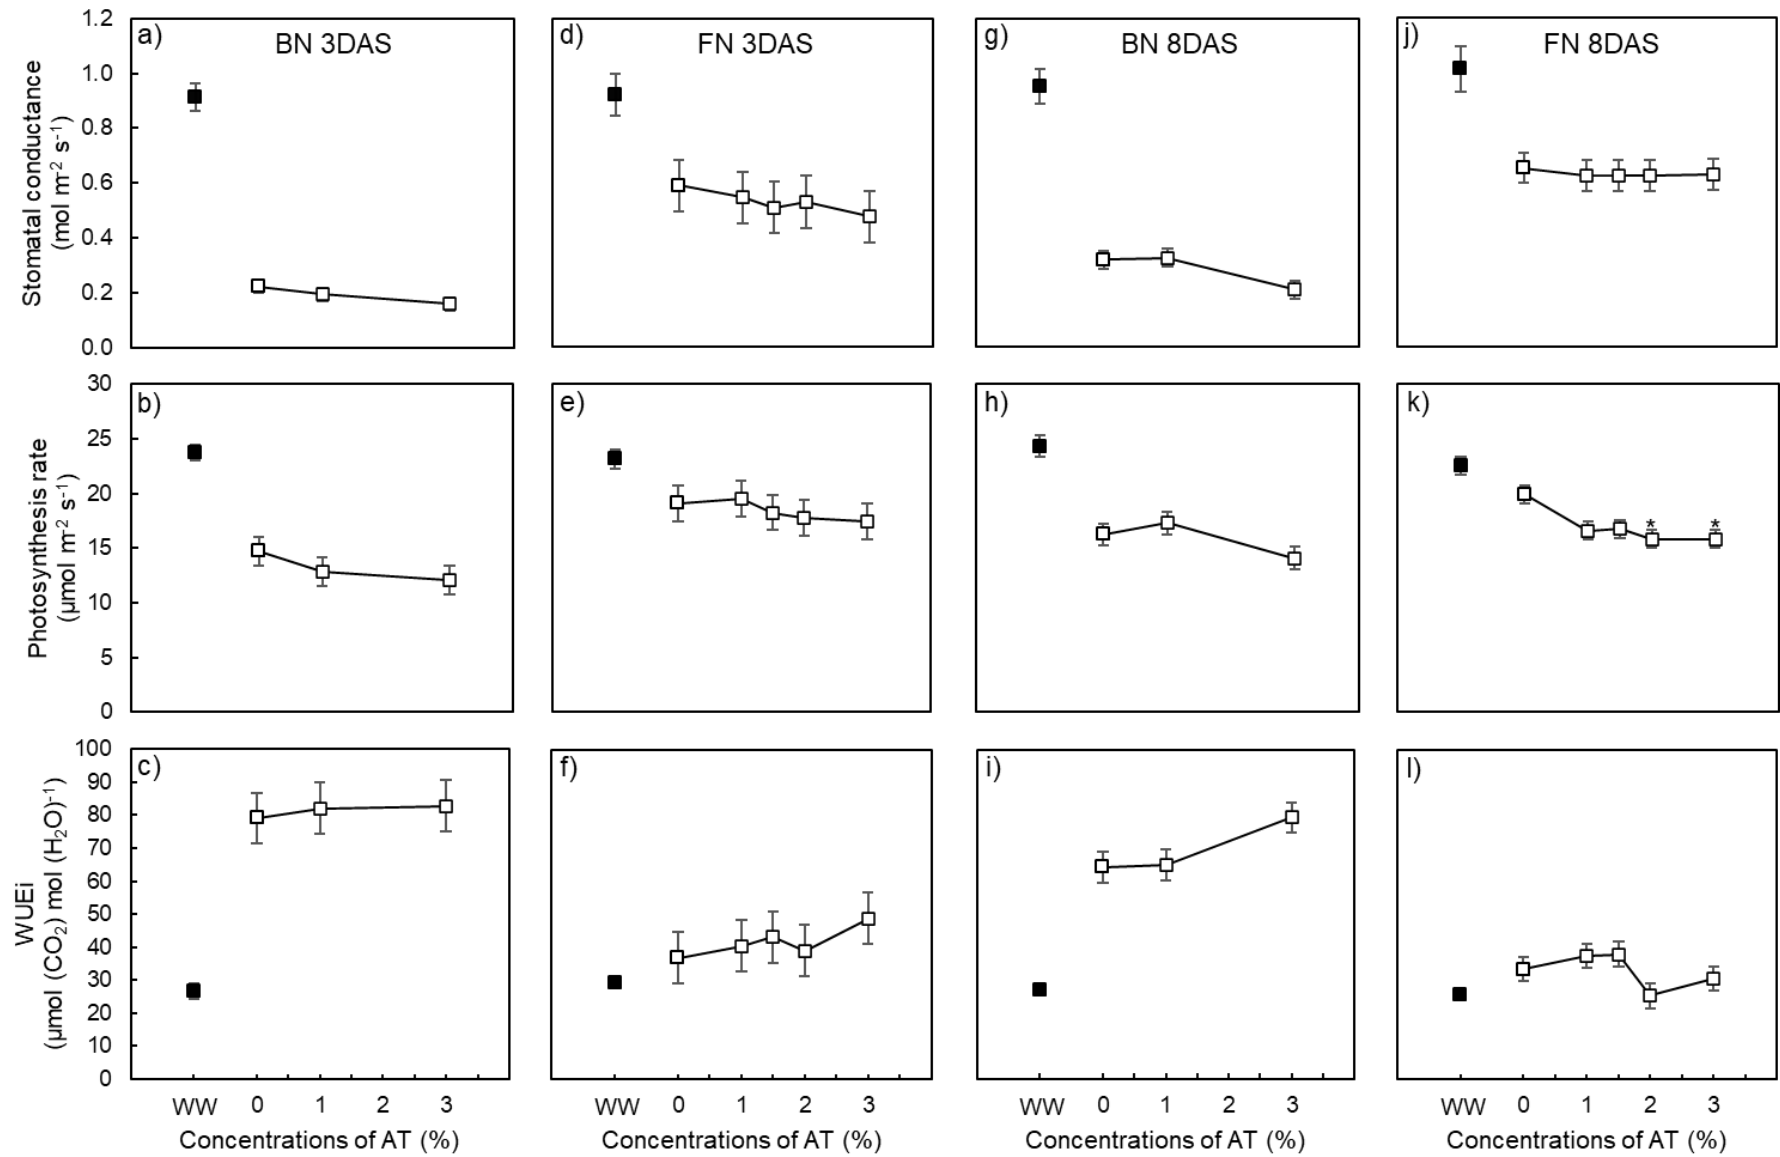 a) BN 3DAS
d) FN 3DAS
g) BN 8DAS
j) FN 8DAS
Stomatal conductance
(mol m-2 s-1)
1.2
1.0
0.8
0.6
0.4
0.2
0.0
b)
e)
h)
k)
* *
Photosynthesis rate
(µmol m-2 s-1)
30
25
20
15
10
5
0
c)
f)
i)
l)
WUEi
(µmol (CO2) mol (H2O)-1)
100
90
80
70
60
50
40
30
20
10
0
WW 0 1 2 3
WW 0 1 2 3
WW 0 1 2 3
WW 0 1 2 3
Concentrations of AT (%)
Concentrations of AT (%)
Concentrations of AT (%)
Concentrations of AT (%)